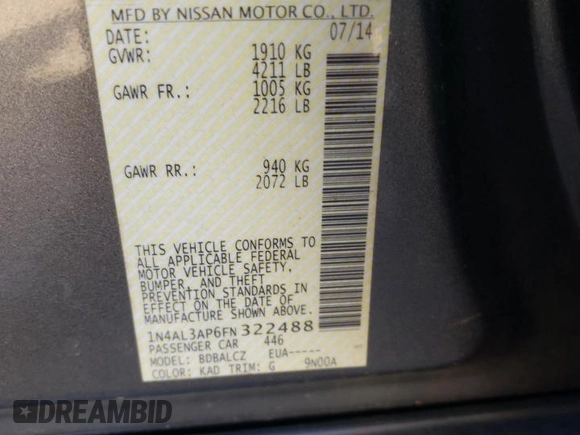 MFD BY NISSAN MOTOR CO., LTD.
DATE: 07/14
GVWR: 1910 KG
4211 LB
GAWR FR.: 1005 KG
2216 LB
GAWR RR.: 940 KG
2072 LB
THIS VEHICLE CONFORMS TO
ALL APPLICABLE FEDERAL
MOTOR VEHICLE SAFETY,
BUMPER, AND THEFT
PREVENTION STANDARDS IN
EFFECT ON THE DATE OF
MANUFACTURE SHOWN ABOVE.
1N4AL3AP6FN322488
PASSENGER CAR 446
MODEL: BDBALCZ EUA-----
COLOR: KAD TRIM: G 9N00A
DREAMBID